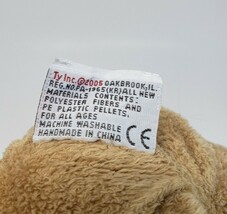 Ty Inc.©2005 OAKBROOK, IL.
REG.NO.PA-1965(KR) ALL NEW
MATERIALS CONTENTS:
POLYESTER FIBERS AND
PE PLASTIC PELLETS.
FOR ALL AGES
MACHINE WASHABLE
HANDMADE IN CHINA CE